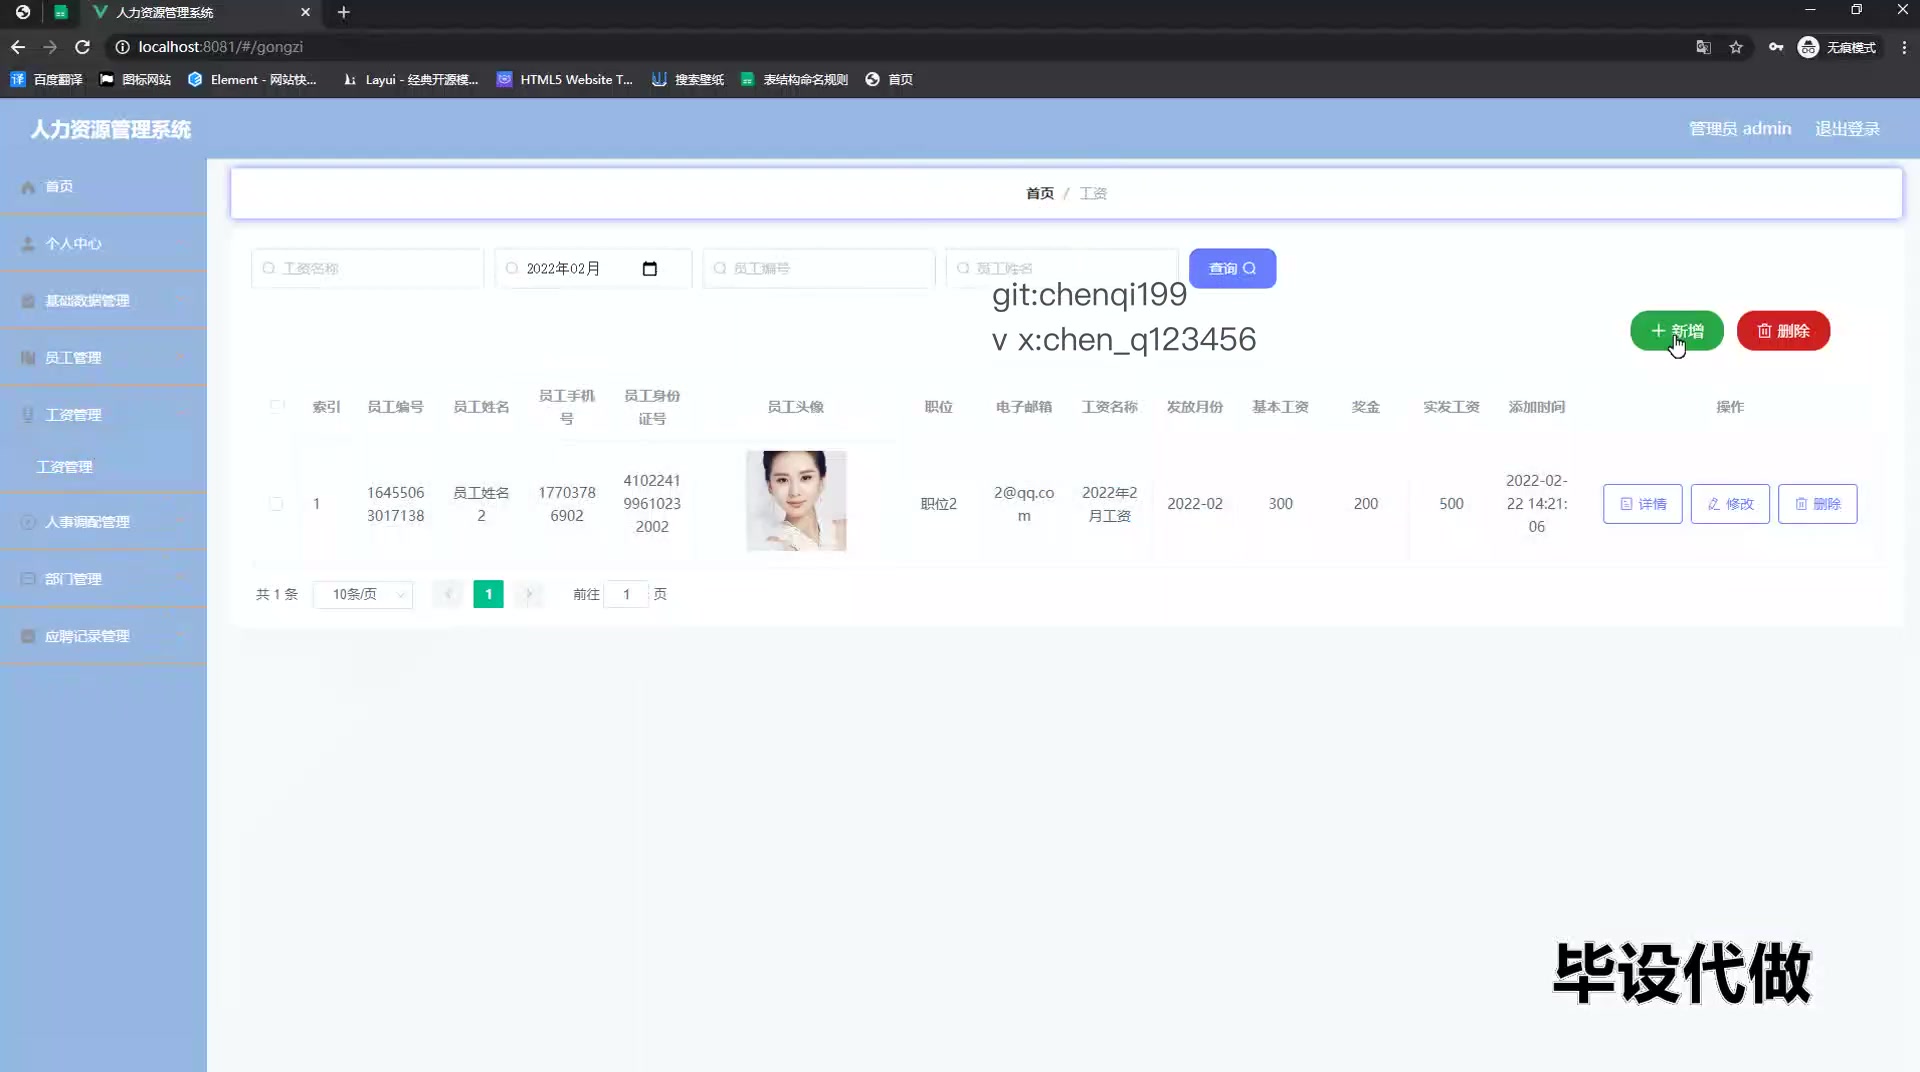 人力资源管理系统
localhost:8081/#/gongzi
无痕模式
百度翻译
图标网站
Element - 网站快...
Layui - 经典开源模...
HTML5 Website T...
搜索壁纸
表结构命名规则
首页
人力资源管理系统
管理员 admin
退出登录
首页
个人中心
基础数据管理
员工管理
工资管理
工资管理
人事调配管理
部门管理
应聘记录管理
首页 / 工资
工资名称
2022年02月
员工编号
员工姓名
查询
git:chenqi199
v x:chen_q123456
新增
删除
索引
员工编号
员工姓名
员工手机
号
员工身份
证号
员工头像
职位
电子邮箱
工资名称
发放月份
基本工资
奖金
实发工资
添加时间
操作
1
1645506
3017138
员工姓名
2
1770378
6902
4102241
9961023
2002
职位2
2@qq.co
m
2022年2
月工资
2022-02
300
200
500
2022-02-
22 14:21:
06
详情
修改
删除
共 1 条
10条/页
1
前往 1 页
毕设代做